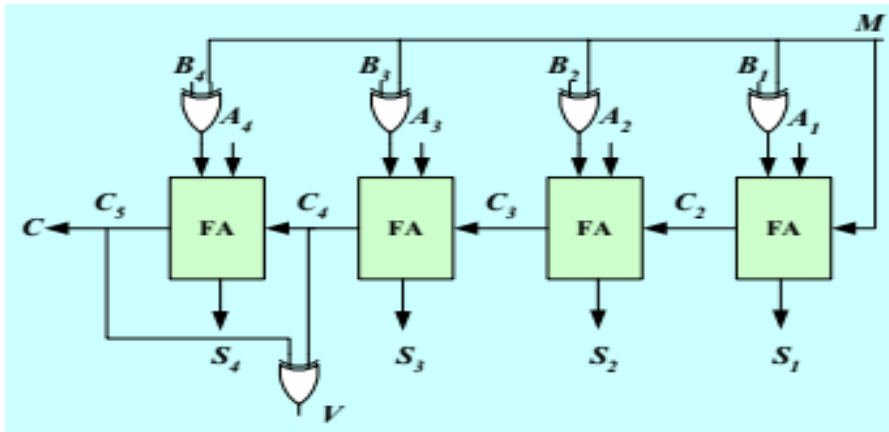 M
B₄ B₃ B₂ B₁
A₄ A₃ A₂ A₁
C₅ C₄ C₃ C₂
C FA FA FA FA
S₄ S₃ S₂ S₁
V